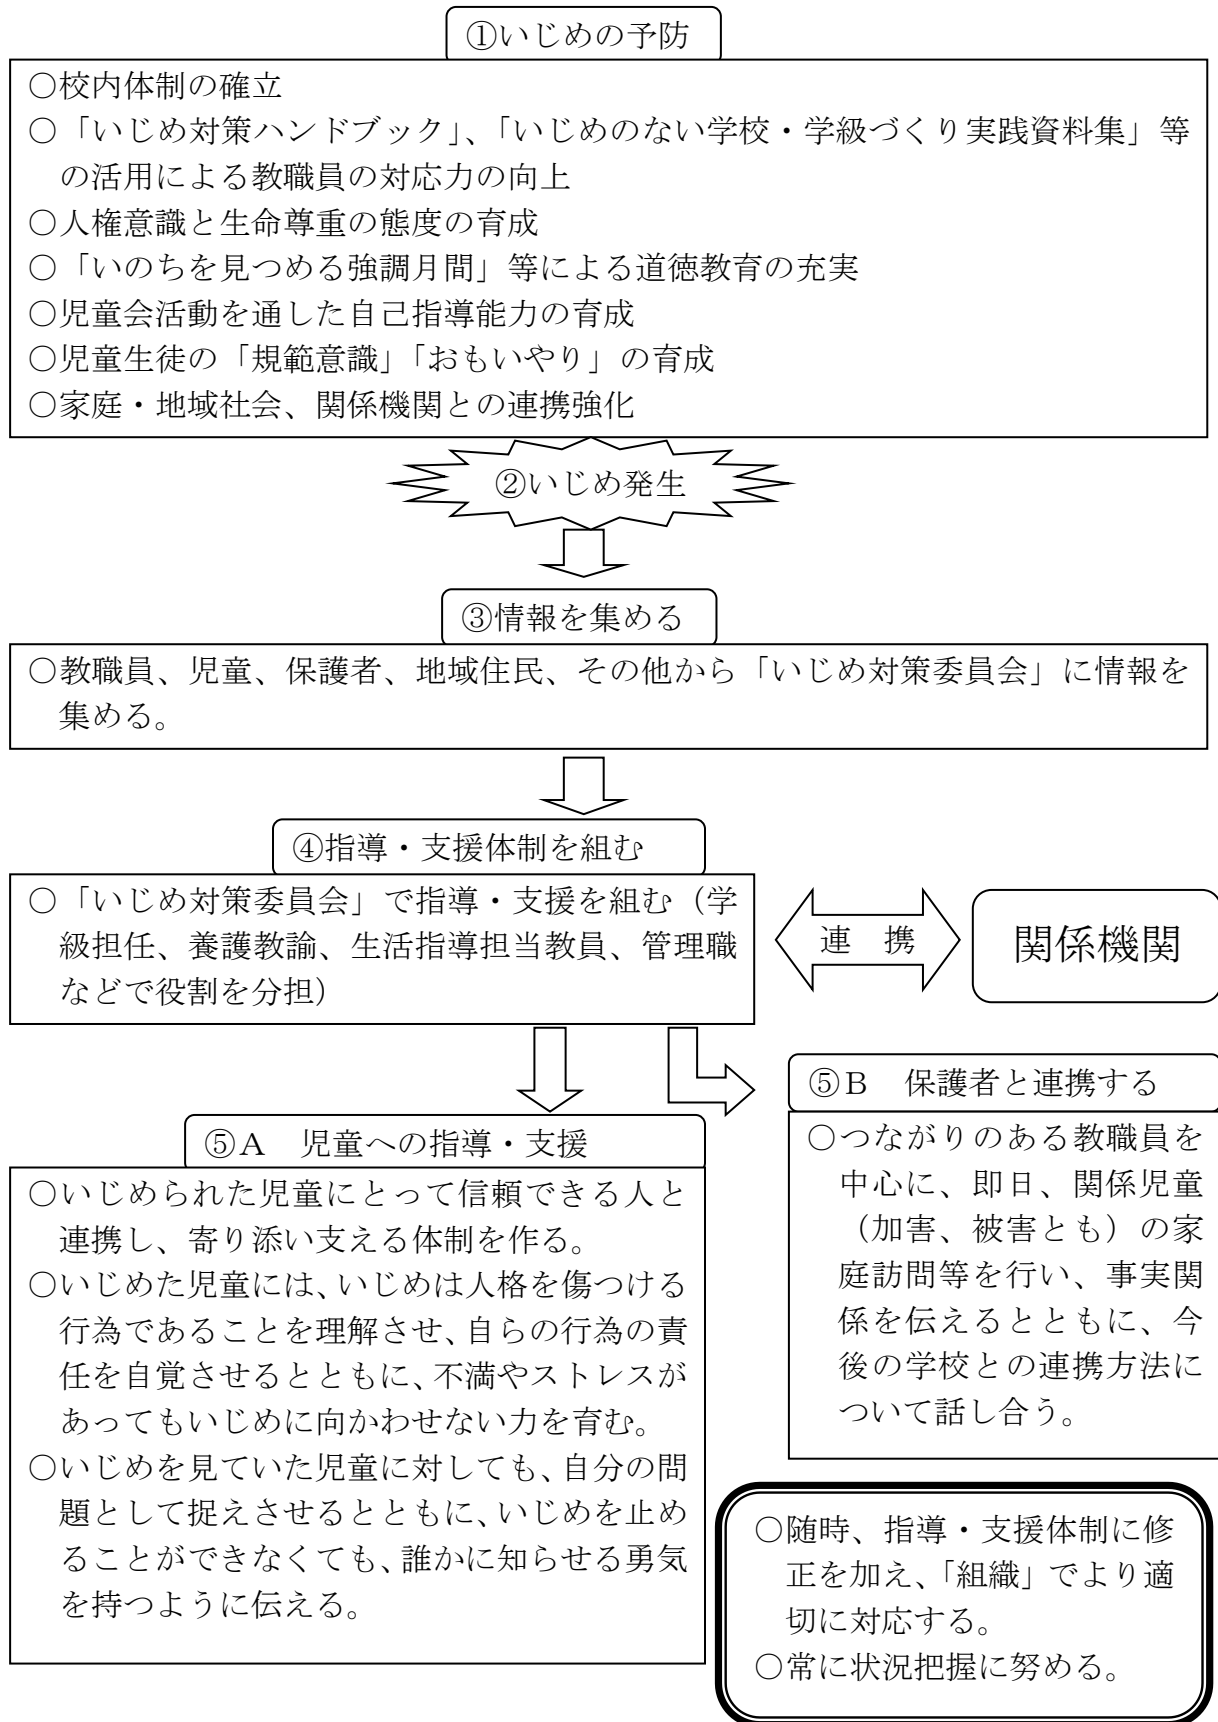 ①いじめの予防
○校内体制の確立
○「いじめ対策ハンドブック」、「いじめのない学校・学級づくり実践資料集」等
の活用による教職員の対応力の向上
○人権意識と生命尊重の態度の育成
○「いのちを見つめる強調月間」等による道徳教育の充実
○児童会活動を通した自己指導能力の育成
○児童生徒の「規範意識」「おもいやり」の育成
○家庭・地域社会、関係機関との連携強化
②いじめ発生
③情報を集める
○教職員、児童、保護者、地域住民、その他から「いじめ対策委員会」に情報を
集める。
④指導・支援体制を組む
○「いじめ対策委員会」で指導・支援を組む（学
級担任、養護教諭、生活指導担当教員、管理職
などで役割を分担）
連　携
関係機関
⑤Ａ　児童への指導・支援
○いじめられた児童にとって信頼できる人と
連携し、寄り添い支える体制を作る。
○いじめた児童には、いじめは人格を傷つける
行為であることを理解させ、自らの行為の責
任を自覚させるとともに、不満やストレスが
あってもいじめに向かわせない力を育む。
○いじめを見ていた児童に対しても、自分の問
題として捉えさせるとともに、いじめを止め
ることができなくても、誰かに知らせる勇気
を持つように伝える。
⑤Ｂ　保護者と連携する
○つながりのある教職員を
中心に、即日、関係児童
（加害、被害とも）の家
庭訪問等を行い、事実関
係を伝えるとともに、今
後の学校との連携方法に
ついて話し合う。
○随時、指導・支援体制に修
正を加え、「組織」でより適
切に対応する。
○常に状況把握に努める。